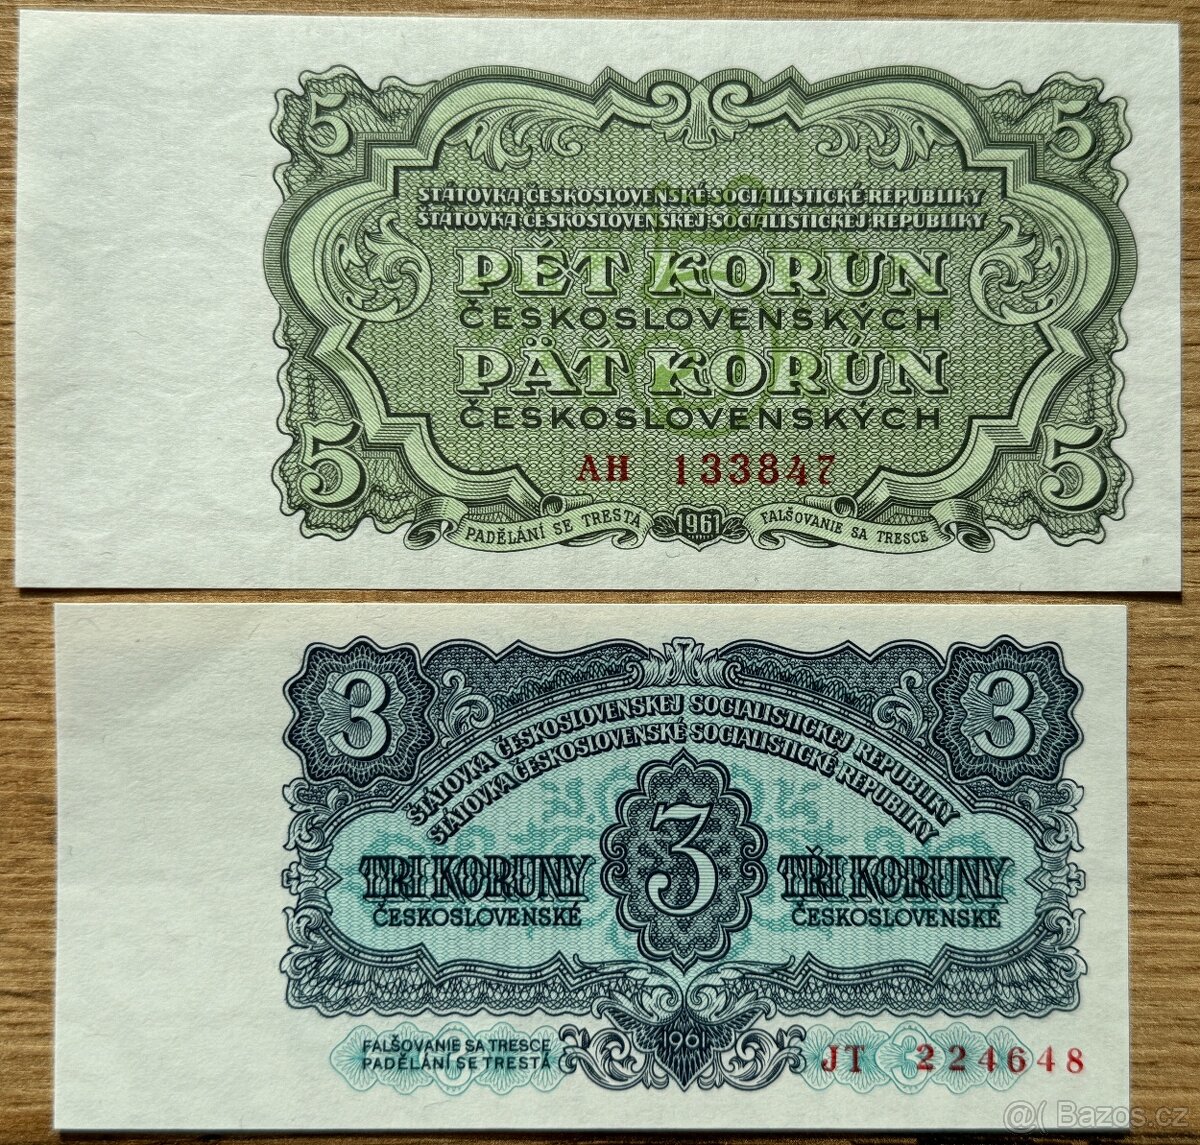 5 5
STATOVKA ČESKOSLOVENSKÉ SOCIALISTICKÉ REPUBLIKY
ŠTÁTOVKA ČESKOSLOVENSKEJ SOCIALISTICKEJ REPUBLIKY
PĚT KORUN
ČESKOSLOVENSKÝCH
PÄŤ KORÚN
ČESKOSLOVENSKÝCH
AH 133847
5 5
PADĚLÁNÍ SE TRESTÁ 1961 FALŠOVANIE SA TRESCE
3 3
ŠTÁTOVKA ČESKOSLOVENSKEJ SOCIALISTICKEJ REPUBLIKY
STATOVKA ČESKOSLOVENSKÉ SOCIALISTICKÉ REPUBLIKY
TRI KORUNY 3 TŘI KORUNY
ČESKOSLOVENSKÉ ČESKOSLOVENSKÉ
FALŠOVANIE SA TRESCE
PADĚLÁNÍ SE TRESTÁ
1961
JT 224648
@( Bazos.cz